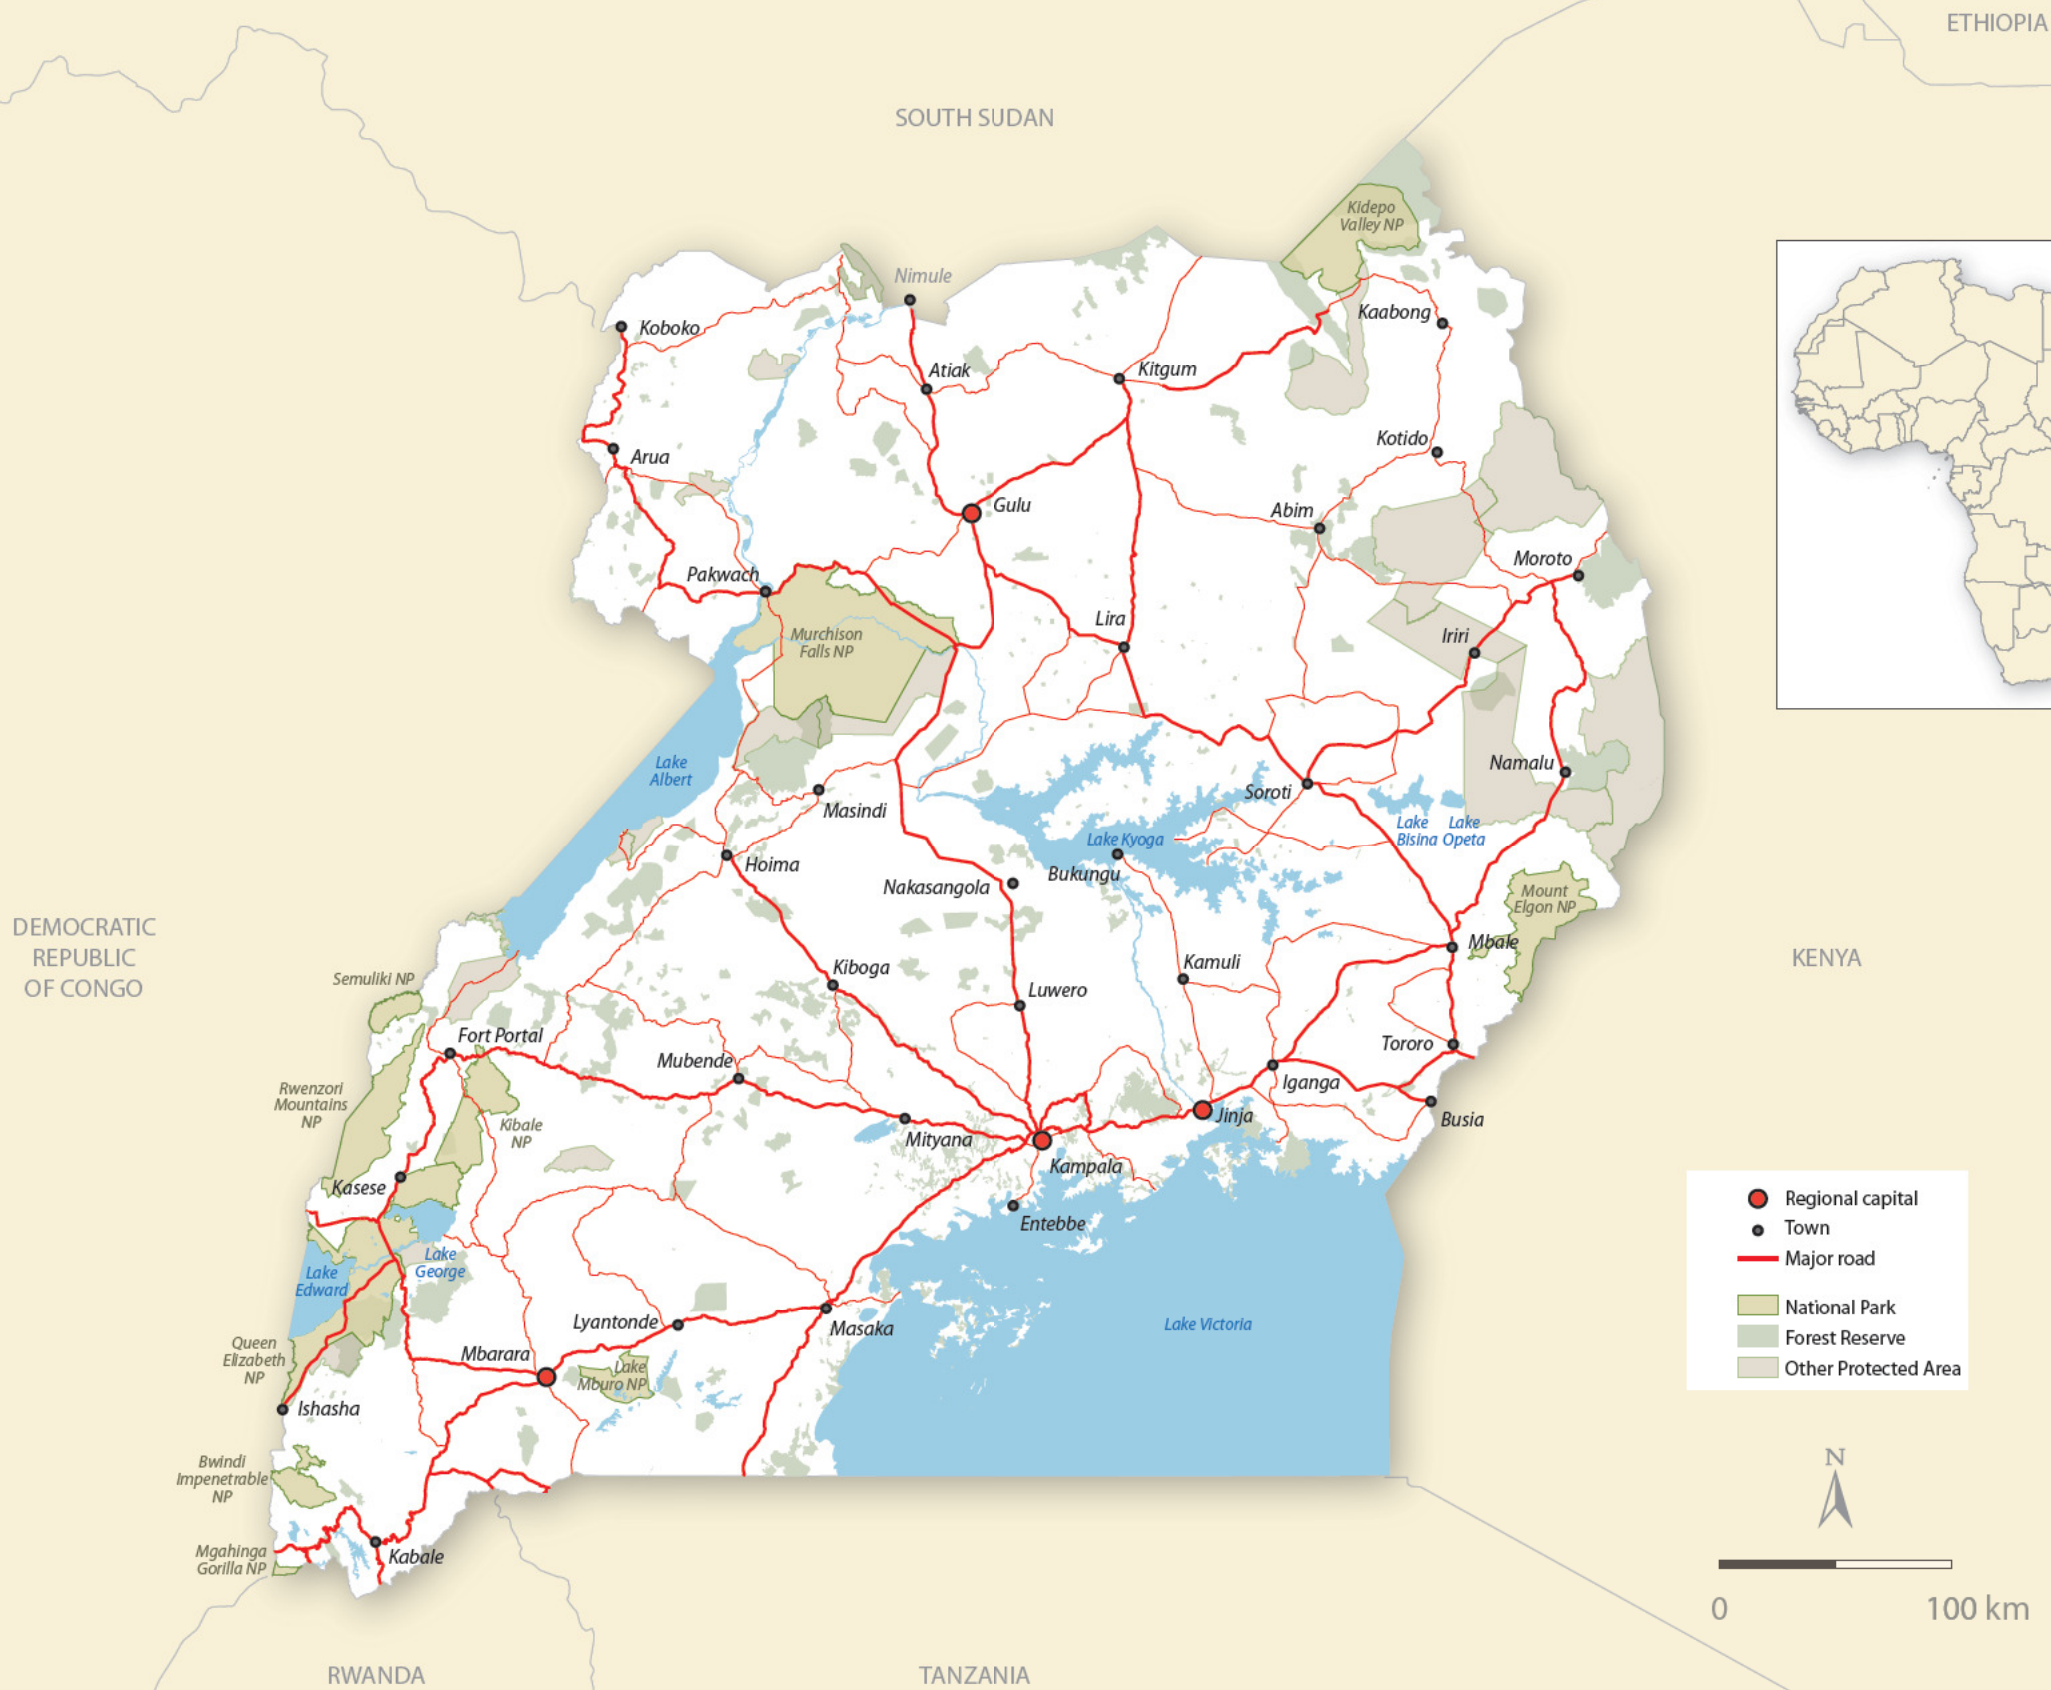 ETHIOPIA
SOUTH SUDAN
Kidepo
Valley NP
Nimule
Koboko
Kaabong
Atiak
Kitgum
Kotido
Arua
Gulu
Abim
Moroto
Pakwach
Lira
Murchison
Falls NP
Iriri
Lake
Albert
Namalu
Soroti
Masindi
Lake
Bisina
Lake
Opeta
Lake Kyoga
Hoima
Bukungu
Nakasangola
Mount
Elgon NP
DEMOCRATIC
REPUBLIC
OF CONGO
Mbale
KENYA
Kiboga
Kamuli
Semuliki NP
Luwero
Fort Portal
Tororo
Mubende
Iganga
Rwenzori
Mountains
NP
Kibale
NP
Jinja
Busia
Mityana
Kampala
Kasese
Entebbe
Lake
George
Lake
Edward
Lyantonde
Masaka
Lake Victoria
Queen
Elizabeth
NP
Mbarara
Lake
Mburo NP
Ishasha
Bwindi
Impenetrable
NP
Mgahinga
Gorilla NP
Kabale
Regional capital
Town
Major road
National Park
Forest Reserve
Other Protected Area
N
0 100 km
RWANDA
TANZANIA